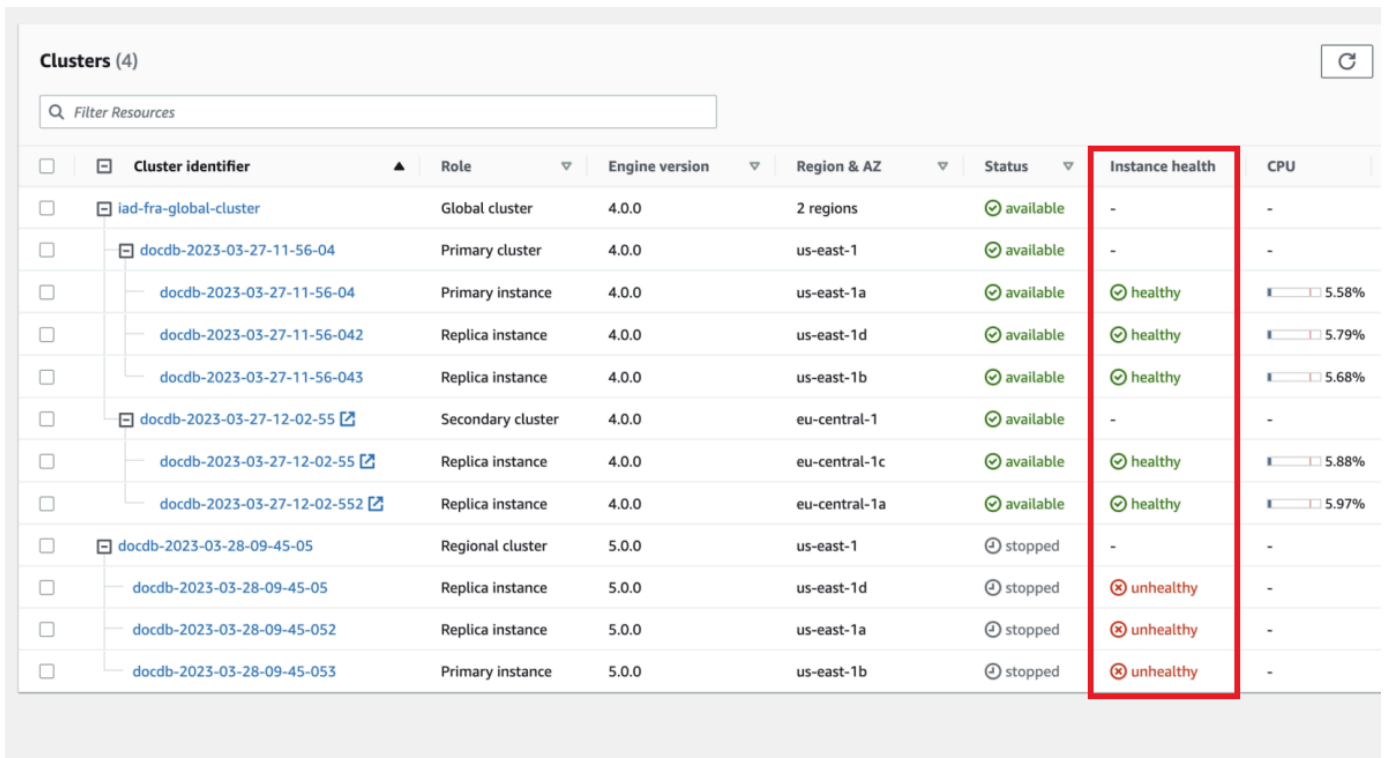 Clusters (4)
Filter Resources
Cluster identifier Role Engine version Region & AZ Status Instance health CPU
iad-fra-global-cluster Global cluster 4.0.0 2 regions available - -
docdb-2023-03-27-11-56-04 Primary cluster 4.0.0 us-east-1 available - -
docdb-2023-03-27-11-56-04 Primary instance 4.0.0 us-east-1a available healthy 5.58%
docdb-2023-03-27-11-56-042 Replica instance 4.0.0 us-east-1d available healthy 5.79%
docdb-2023-03-27-11-56-043 Replica instance 4.0.0 us-east-1b available healthy 5.68%
docdb-2023-03-27-12-02-55 Secondary cluster 4.0.0 eu-central-1 available - -
docdb-2023-03-27-12-02-55 Replica instance 4.0.0 eu-central-1c available healthy 5.88%
docdb-2023-03-27-12-02-552 Replica instance 4.0.0 eu-central-1a available healthy 5.97%
docdb-2023-03-28-09-45-05 Regional cluster 5.0.0 us-east-1 stopped - -
docdb-2023-03-28-09-45-05 Replica instance 5.0.0 us-east-1d stopped unhealthy -
docdb-2023-03-28-09-45-052 Replica instance 5.0.0 us-east-1a stopped unhealthy -
docdb-2023-03-28-09-45-053 Primary instance 5.0.0 us-east-1b stopped unhealthy -